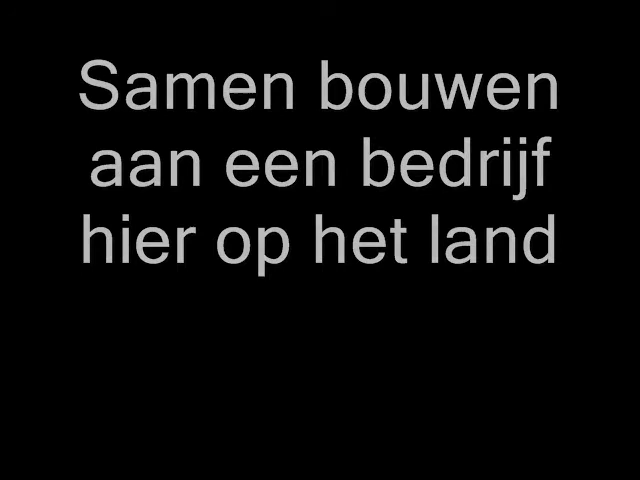 Samen bouwen
aan een bedrijf
hier op het land